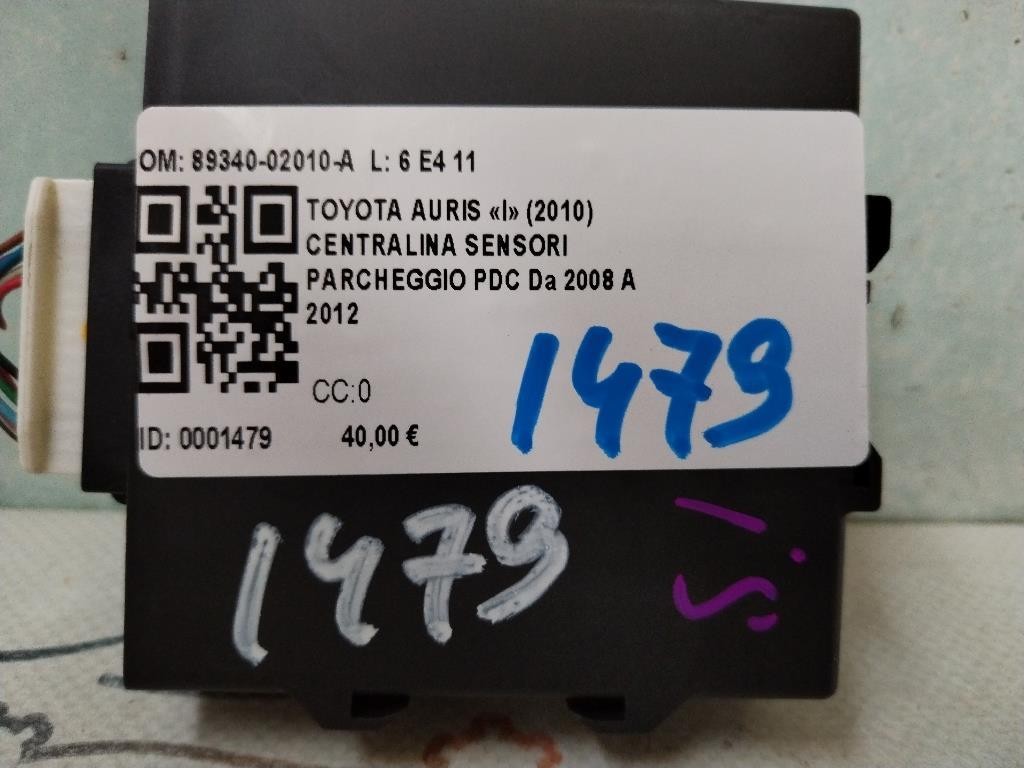 OM: 89340-02010-A L: 6 E4 11
TOYOTA AURIS «I» (2010)
CENTRALINA SENSORI
PARCHEGGIO PDC Da 2008 A
2012
CC:0
ID: 0001479 40,00 €
1479
1479